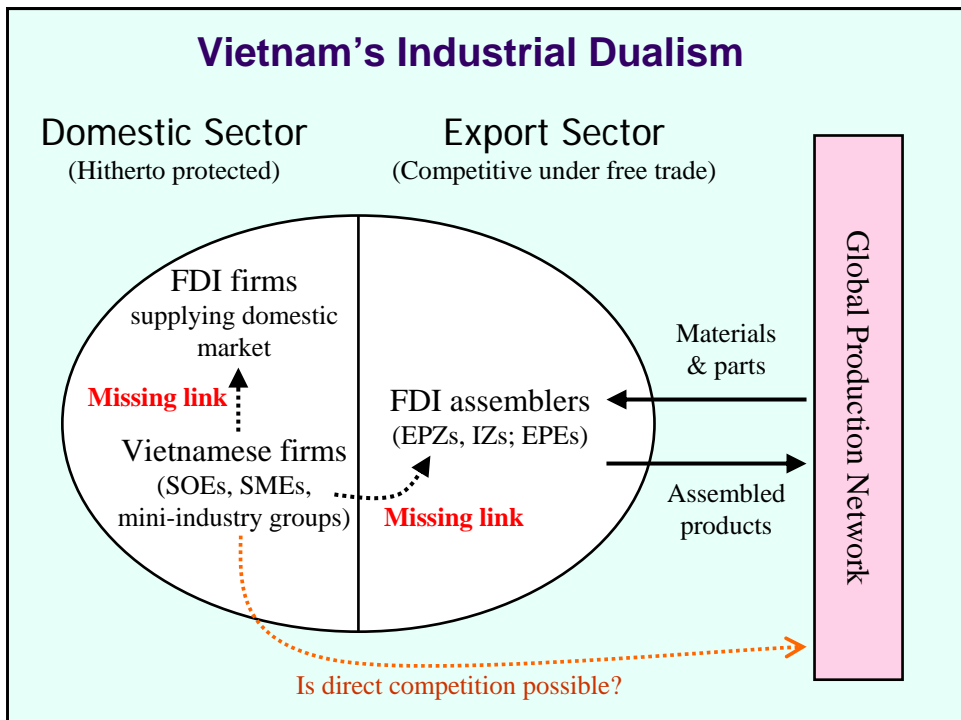 Vietnam's Industrial Dualism
Domestic Sector
(Hitherto protected)
Export Sector
(Competitive under free trade)
FDI firms
supplying domestic
market
Missing link
Vietnamese firms
(SOEs, SMEs,
mini-industry groups)
FDI assemblers
(EPZs, IZs; EPEs)
Missing link
Materials
& parts
Assembled
products
Global Production Network
Is direct competition possible?